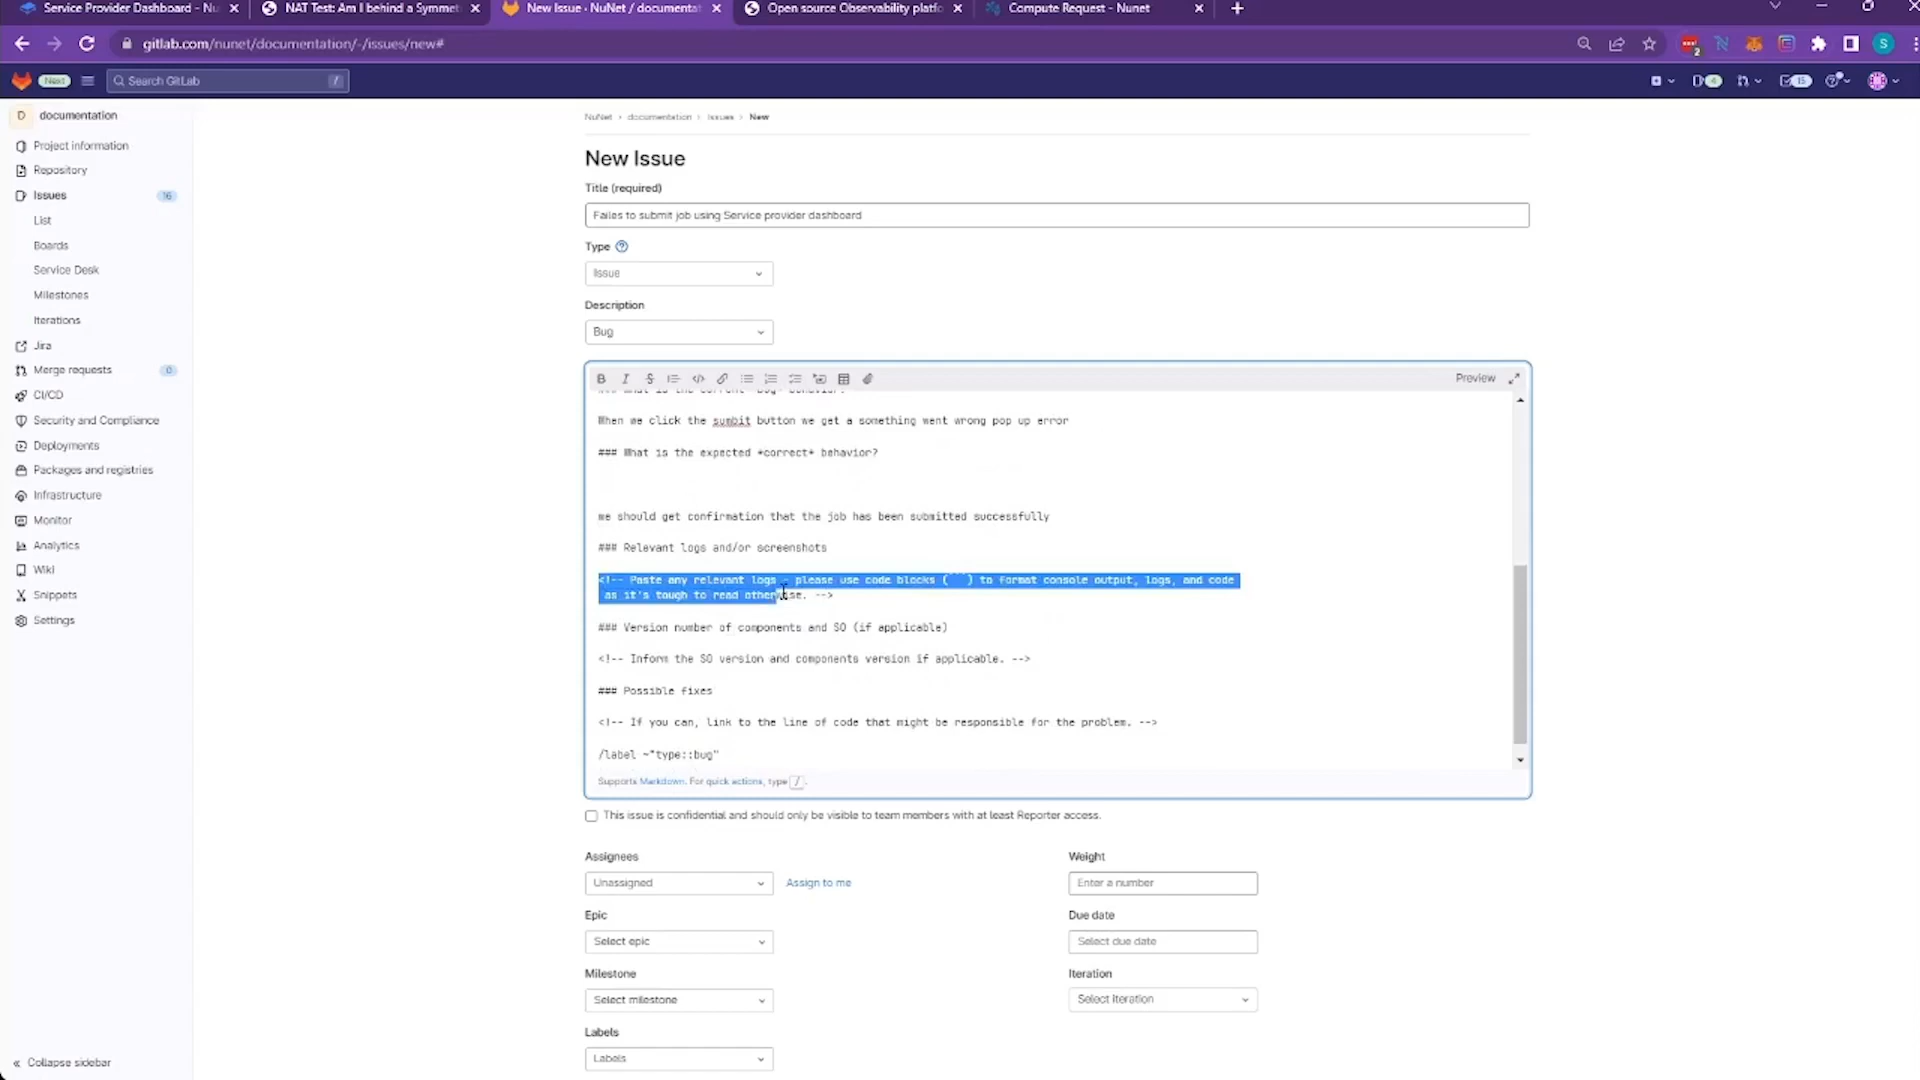 Service Provider Dashboard - Nu
NAT Test: Am I behind a Symmet
New Issue · NuNet / documentat
Open source Observability platfo
Compute Request - Nunet
gitlab.com/nunet/documentation/-/issues/new#
2
S
Next
Search GitLab
/
4
15
D documentation
Project information
Repository
Issues 16
List
Boards
Service Desk
Milestones
Iterations
Jira
Merge requests 0
CI/CD
Security and Compliance
Deployments
Packages and registries
Infrastructure
Monitor
Analytics
Wiki
Snippets
Settings
« Collapse sidebar
NuNet > documentation > Issues > New
New Issue
Title (required)
Failes to submit job using Service provider dashboard
Type
Issue
Description
Bug
Preview
When we click the sumbit button we get a something went wrong pop up error
### What is the expected *correct* behavior?
we should get confirmation that the job has been submitted successfully
### Relevant logs and/or screenshots
<!-- Paste any relevant logs - please use code blocks (```) to format console output, logs, and code
as it's tough to read otherwise. -->
### Version number of components and SO (if applicable)
<!-- Inform the SO version and components version if applicable. -->
### Possible fixes
<!-- If you can, link to the line of code that might be responsible for the problem. -->
/label ~"type::bug"
Supports Markdown. For quick actions, type /.
This issue is confidential and should only be visible to team members with at least Reporter access.
Assignees
Unassigned
Assign to me
Weight
Enter a number
Epic
Select epic
Due date
Select due date
Milestone
Select milestone
Iteration
Select iteration
Labels
Labels